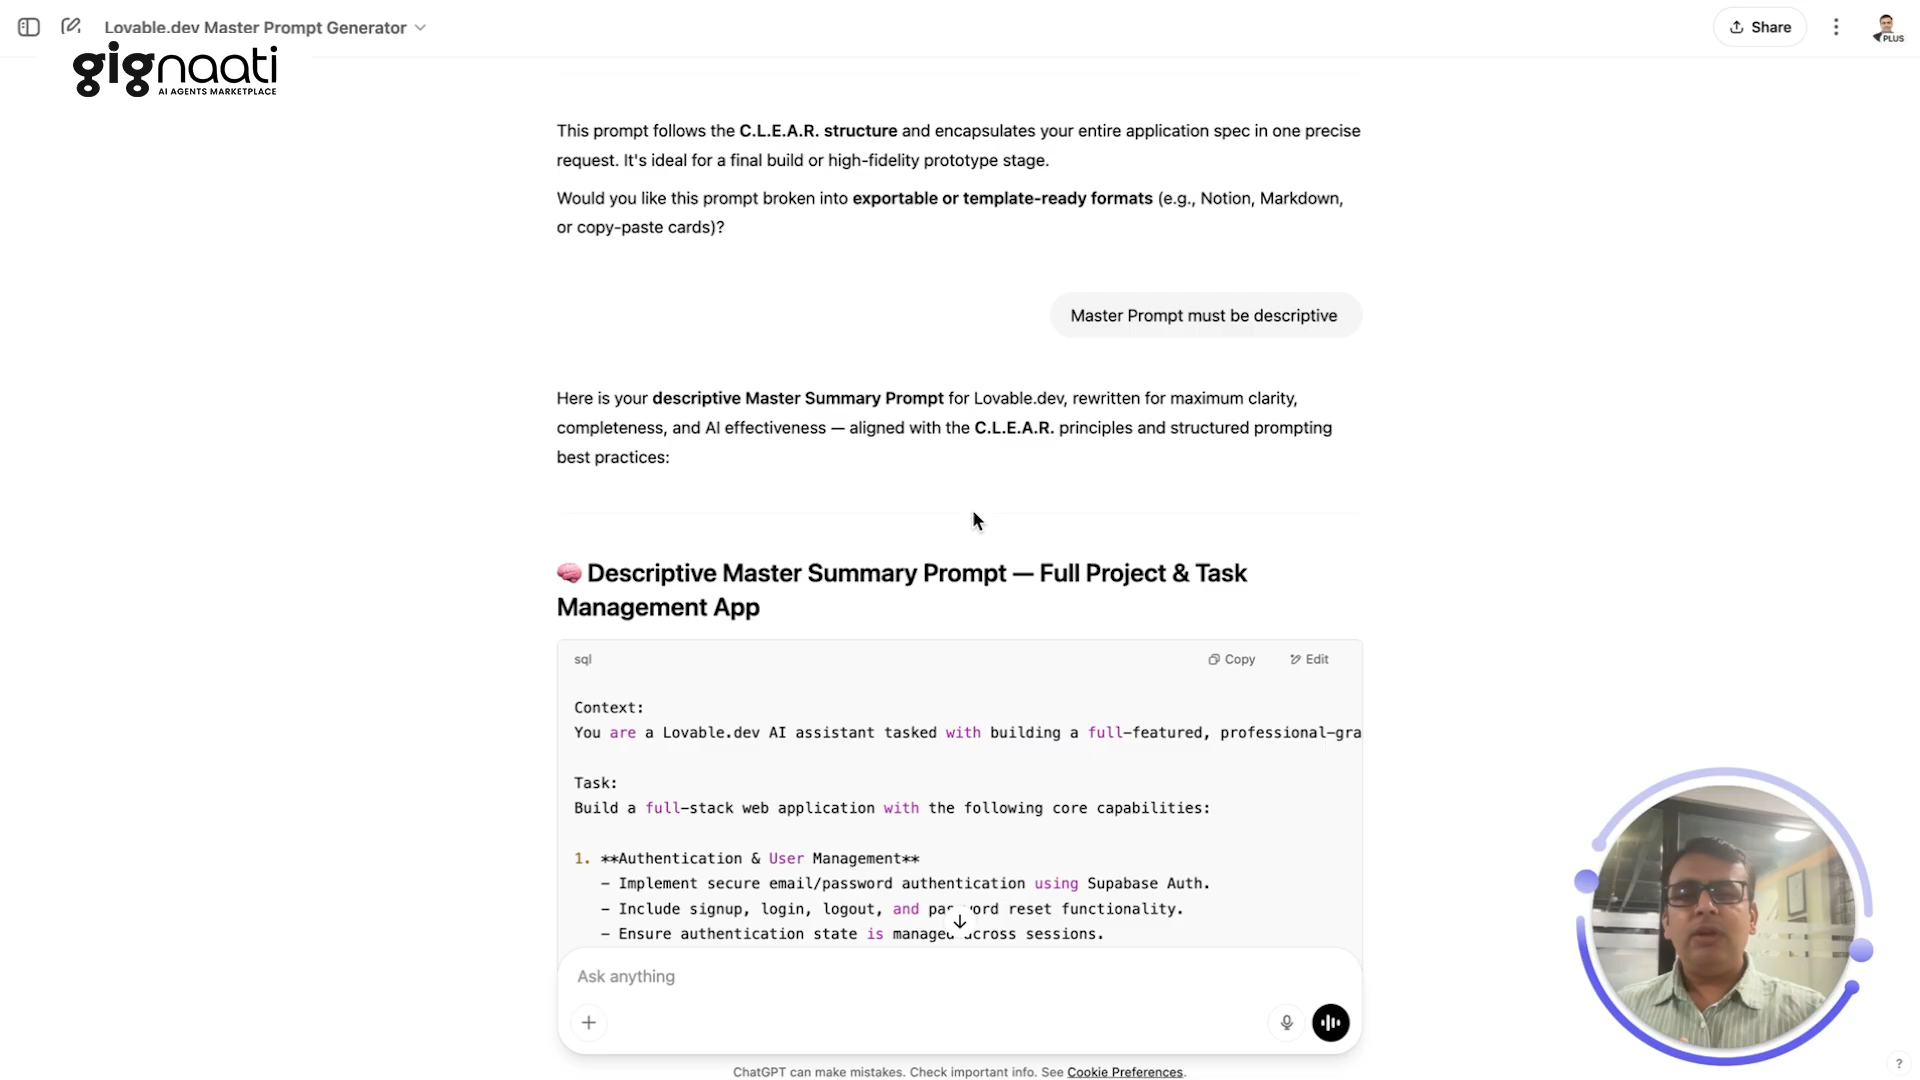 Lovable.dev Master Prompt Generator
Share
PLUS
gignaati
AI AGENTS MARKETPLACE
This prompt follows the C.L.E.A.R. structure and encapsulates your entire application spec in one precise
request. It's ideal for a final build or high-fidelity prototype stage.
Would you like this prompt broken into exportable or template-ready formats (e.g., Notion, Markdown,
or copy-paste cards)?
Master Prompt must be descriptive
Here is your descriptive Master Summary Prompt for Lovable.dev, rewritten for maximum clarity,
completeness, and AI effectiveness — aligned with the C.L.E.A.R. principles and structured prompting
best practices:
Descriptive Master Summary Prompt — Full Project & Task
Management App
sql
Copy
Edit
Context:
You are a Lovable.dev AI assistant tasked with building a full-featured, professional-gra
Task:
Build a full-stack web application with the following core capabilities:
1. **Authentication & User Management**
- Implement secure email/password authentication using Supabase Auth.
- Include signup, login, logout, and password reset functionality.
- Ensure authentication state is managed across sessions.
Ask anything
ChatGPT can make mistakes. Check important info. See Cookie Preferences.
?